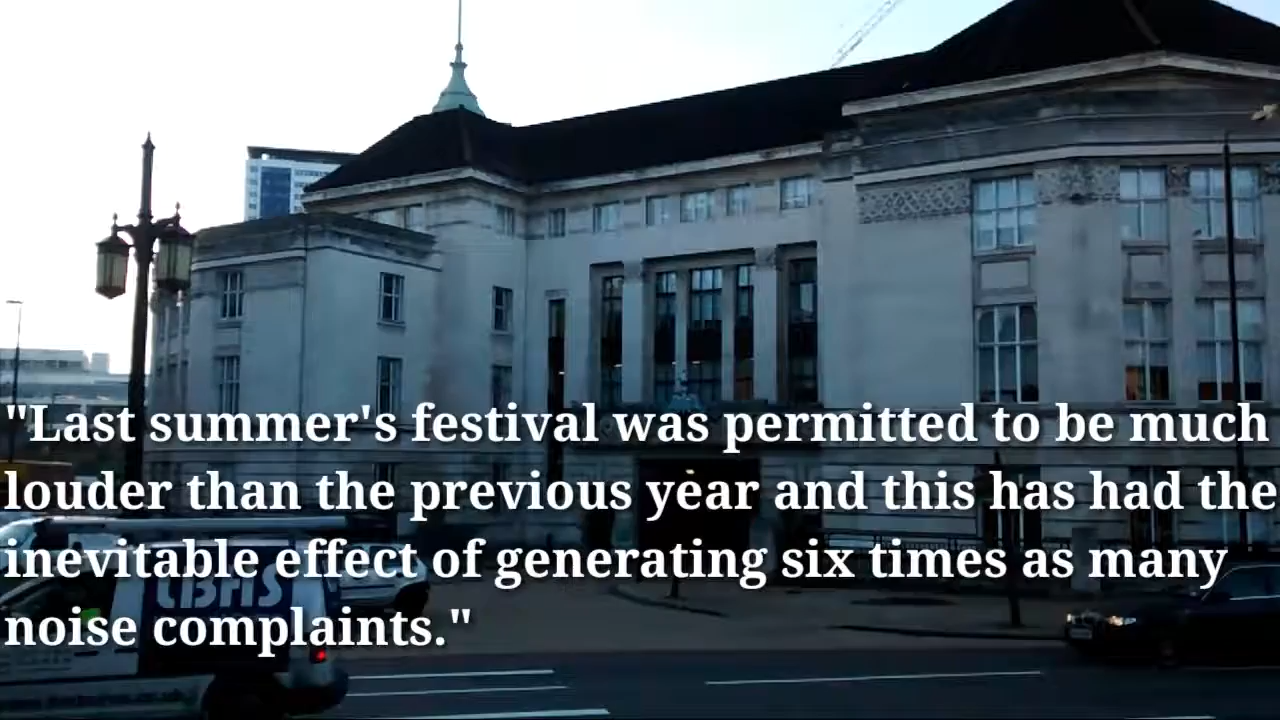 "Last summer's festival was permitted to be much
louder than the previous year and this has had the
inevitable effect of generating six times as many
noise complaints."